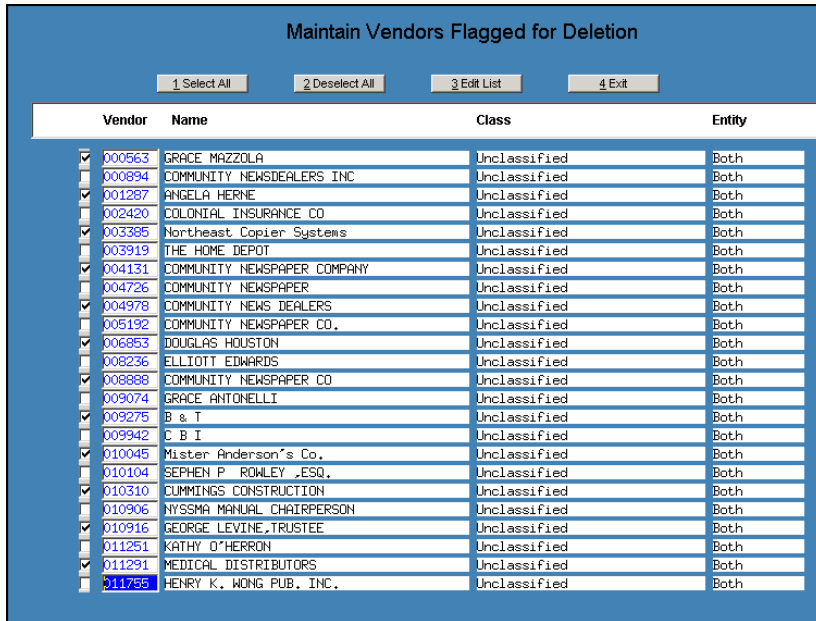 Maintain Vendors Flagged for Deletion
1 Select All 2 Deselect All 3 Edit List 4 Exit
Vendor Name Class Entity
000563 GRACE MAZZOLA Unclassified Both
000894 COMMUNITY NEWSDEALERS INC Unclassified Both
001287 ANGELA HERNE Unclassified Both
002420 COLONIAL INSURANCE CO Unclassified Both
003385 Northeast Copier Systems Unclassified Both
003919 THE HOME DEPOT Unclassified Both
004131 COMMUNITY NEWSPAPER COMPANY Unclassified Both
004726 COMMUNITY NEWSPAPER Unclassified Both
004978 COMMUNITY NEWS DEALERS Unclassified Both
005192 COMMUNITY NEWSPAPER CO. Unclassified Both
006853 DOUGLAS HOUSTON Unclassified Both
008236 ELLIOTT EDWARDS Unclassified Both
008888 COMMUNITY NEWSPAPER CO Unclassified Both
009074 GRACE ANTONELLI Unclassified Both
009275 B & T Unclassified Both
009942 C B I Unclassified Both
010045 Mister Anderson's Co. Unclassified Both
010104 SEPHEN P ROWLEY ,ESQ. Unclassified Both
010310 CUMMINGS CONSTRUCTION Unclassified Both
010906 NYSSMA MANUAL CHAIRPERSON Unclassified Both
010916 GEORGE LEVINE,TRUSTEE Unclassified Both
011251 KATHY O'HERRON Unclassified Both
011291 MEDICAL DISTRIBUTORS Unclassified Both
011755 HENRY K. WONG PUB. INC. Unclassified Both